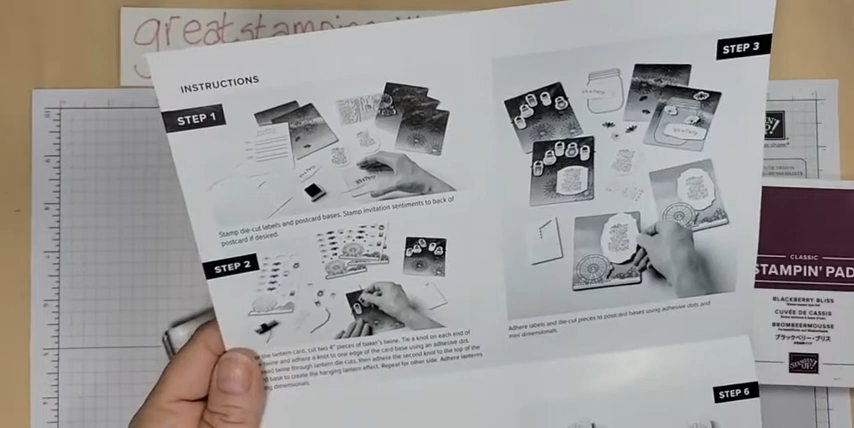 great stamping
INSTRUCTIONS
STEP 1
Stamp die-cut labels and postcard bases. Stamp invitation sentiments to back of
postcard if desired.
STEP 2
the lantern card, cut two 4" pieces of baker's twine. Tie a knot on each end of
twine and adhere a knot to one edge of the card base using an adhesive dot.
twine through lantern die-cuts, then adhere the second knot to the top of the
base to create the hanging lantern effect. Repeat for other side. Adhere lanterns
dimensionals.
STEP 3
Adhere labels and die-cut pieces to postcard bases using adhesive dots and
mini dimensionals.
STEP 6
CLASSIC
STAMPIN' PAD
BLACKBERRY BLISS
CUVÉE DE CASSIS
BROMBEERMOUSSE
ブラックベリー・ブリス
STAMPIN' UP!